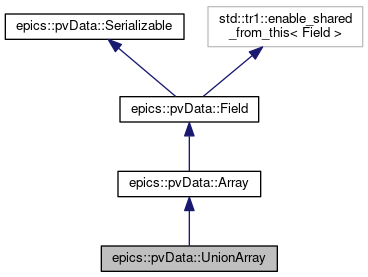 epics::pvData::Serializable
std::tr1::enable_shared
_from_this< Field >
epics::pvData::Field
epics::pvData::Array
epics::pvData::UnionArray